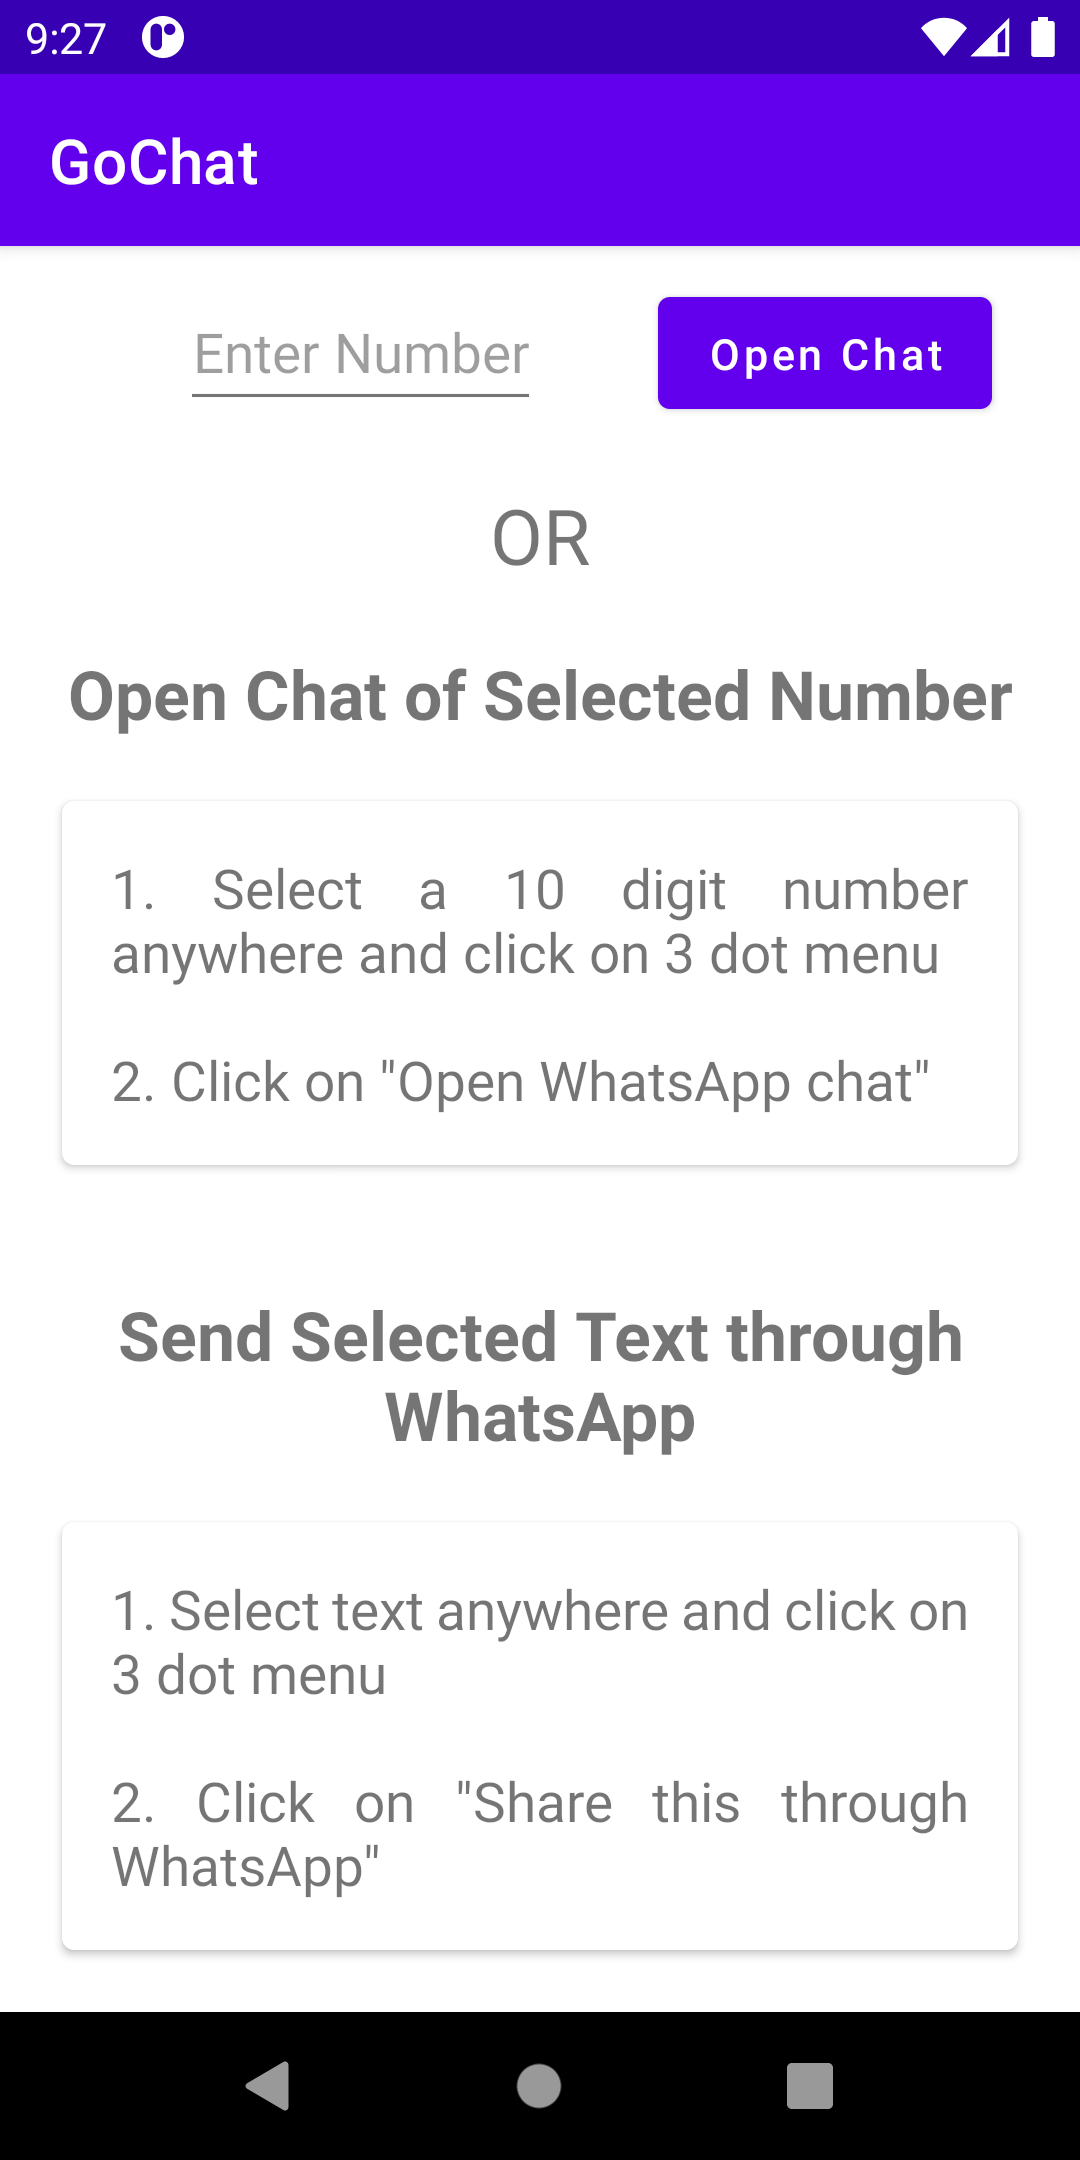 9:27
GoChat
Enter Number
Open Chat
OR
Open Chat of Selected Number
1. Select a 10 digit number
anywhere and click on 3 dot menu
2. Click on "Open WhatsApp chat"
Send Selected Text through
WhatsApp
1. Select text anywhere and click on
3 dot menu
2. Click on "Share this through
WhatsApp"